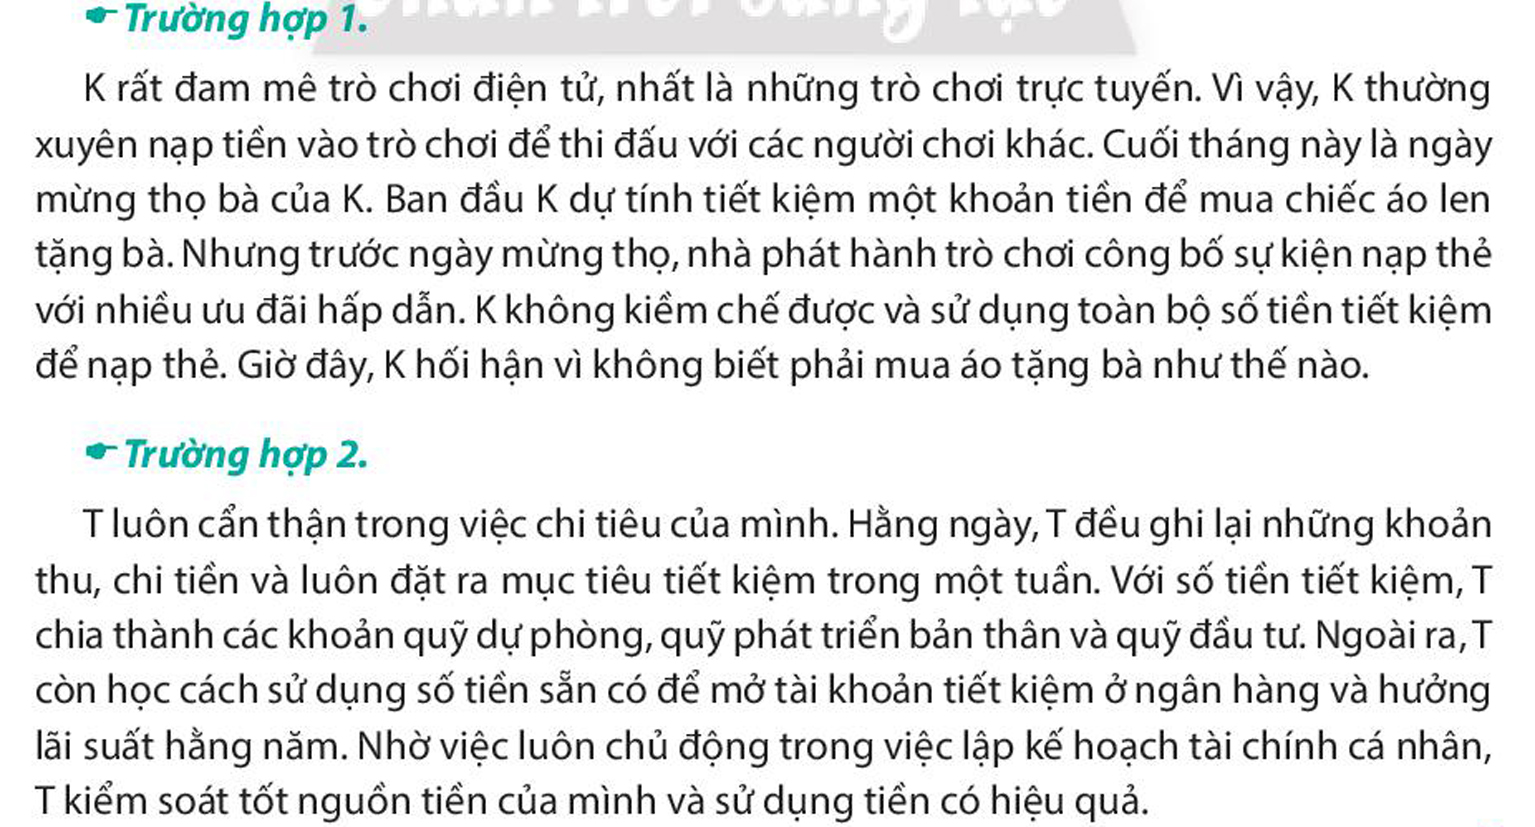 Trường hợp 1.
K rất đam mê trò chơi điện tử, nhất là những trò chơi trực tuyến. Vì vậy, K thường
xuyên nạp tiền vào trò chơi để thi đấu với các người chơi khác. Cuối tháng này là ngày
mừng thọ bà của K. Ban đầu K dự tính tiết kiệm một khoản tiền để mua chiếc áo len
tặng bà. Nhưng trước ngày mừng thọ, nhà phát hành trò chơi công bố sự kiện nạp thẻ
với nhiều ưu đãi hấp dẫn. K không kiềm chế được và sử dụng toàn bộ số tiền tiết kiệm
để nạp thẻ. Giờ đây, K hối hận vì không biết phải mua áo tặng bà như thế nào.
Trường hợp 2.
T luôn cẩn thận trong việc chi tiêu của mình. Hằng ngày, T đều ghi lại những khoản
thu, chi tiền và luôn đặt ra mục tiêu tiết kiệm trong một tuần. Với số tiền tiết kiệm, T
chia thành các khoản quỹ dự phòng, quỹ phát triển bản thân và quỹ đầu tư. Ngoài ra, T
còn học cách sử dụng số tiền sẵn có để mở tài khoản tiết kiệm ở ngân hàng và hưởng
lãi suất hằng năm. Nhờ việc luôn chủ động trong việc lập kế hoạch tài chính cá nhân,
T kiểm soát tốt nguồn tiền của mình và sử dụng tiền có hiệu quả.